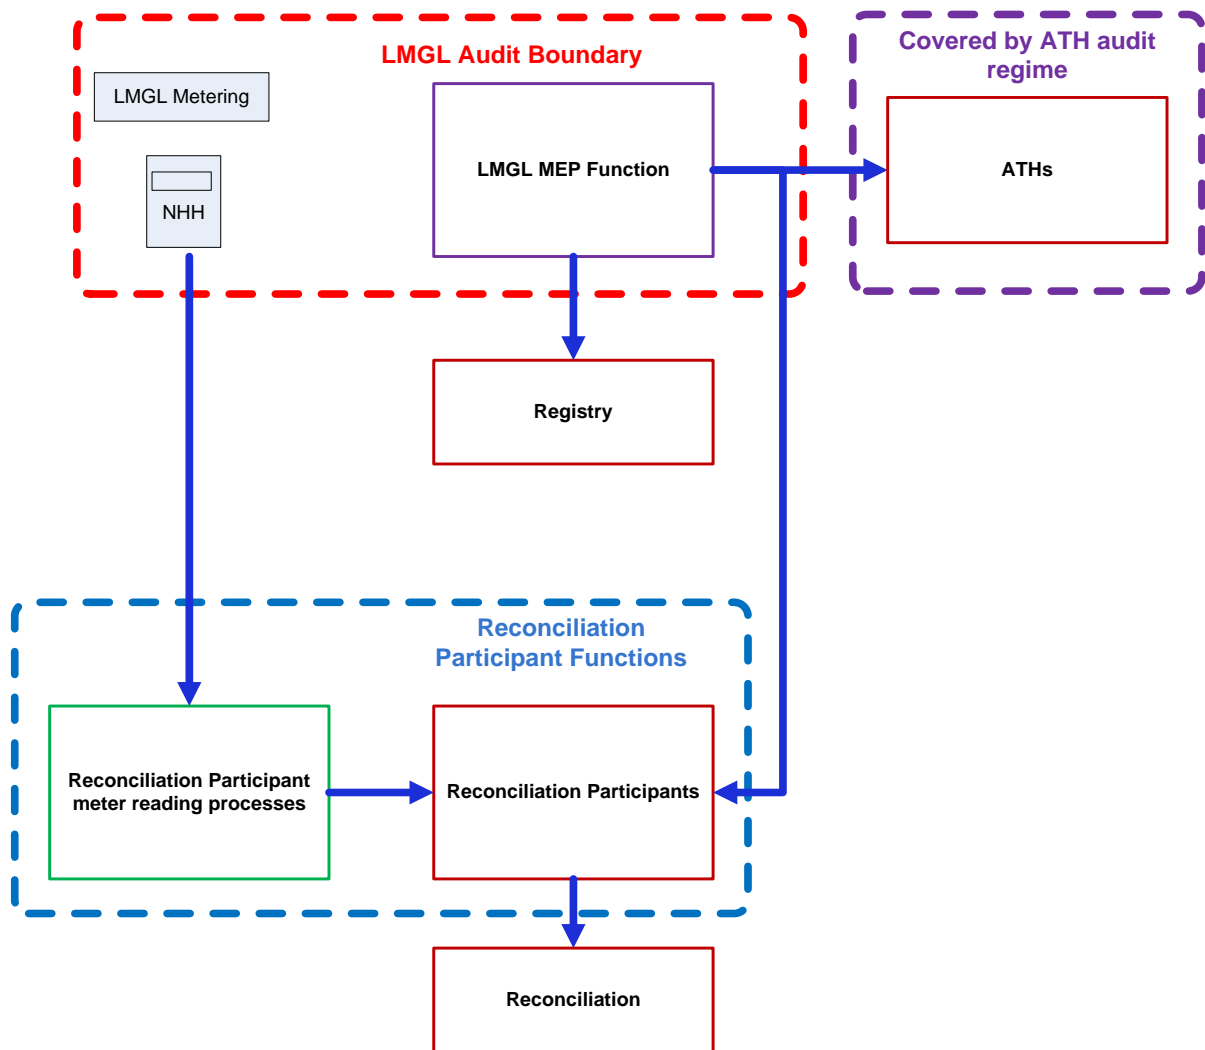 LMGL Audit Boundary
Covered by ATH audit
regime
LMGL Metering
NHH
LMGL MEP Function
ATHs
Registry
Reconciliation
Participant Functions
Reconciliation Participant
meter reading processes
Reconciliation Participants
Reconciliation